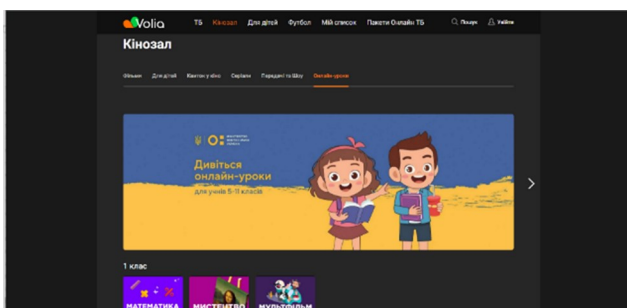 Volia ТБ Кінозал Для дітей Футбол Мій список Пакети Онлайн ТБ Пошук Увійти
Кінозал
Фільми Для дітей Квиток у кіно Серіали Передачі та Шоу Онлайн-уроки
Дивіться
онлайн-уроки
для учнів 5-11 класів
1 клас
МАТЕМАТИКА МИСТЕЦТВО МУЛЬТФІЛЬМ